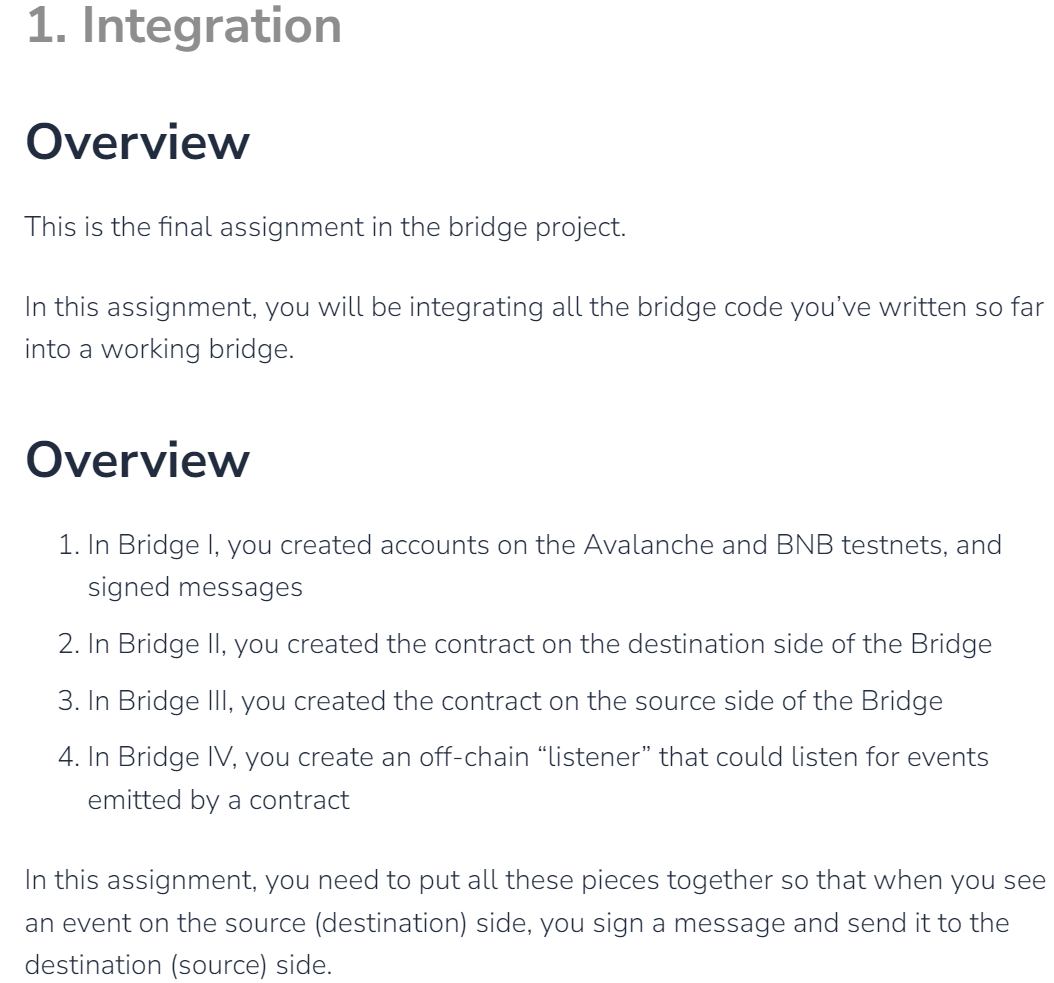 1. Integration
Overview
This is the final assignment in the bridge project.
In this assignment, you will be integrating all the bridge code you’ve written so far
into a working bridge.
Overview
1. In Bridge I, you created accounts on the Avalanche and BNB testnets, and
signed messages
2. In Bridge II, you created the contract on the destination side of the Bridge
3. In Bridge III, you created the contract on the source side of the Bridge
4. In Bridge IV, you create an off-chain “listener” that could listen for events
emitted by a contract
In this assignment, you need to put all these pieces together so that when you see
an event on the source (destination) side, you sign a message and send it to the
destination (source) side.